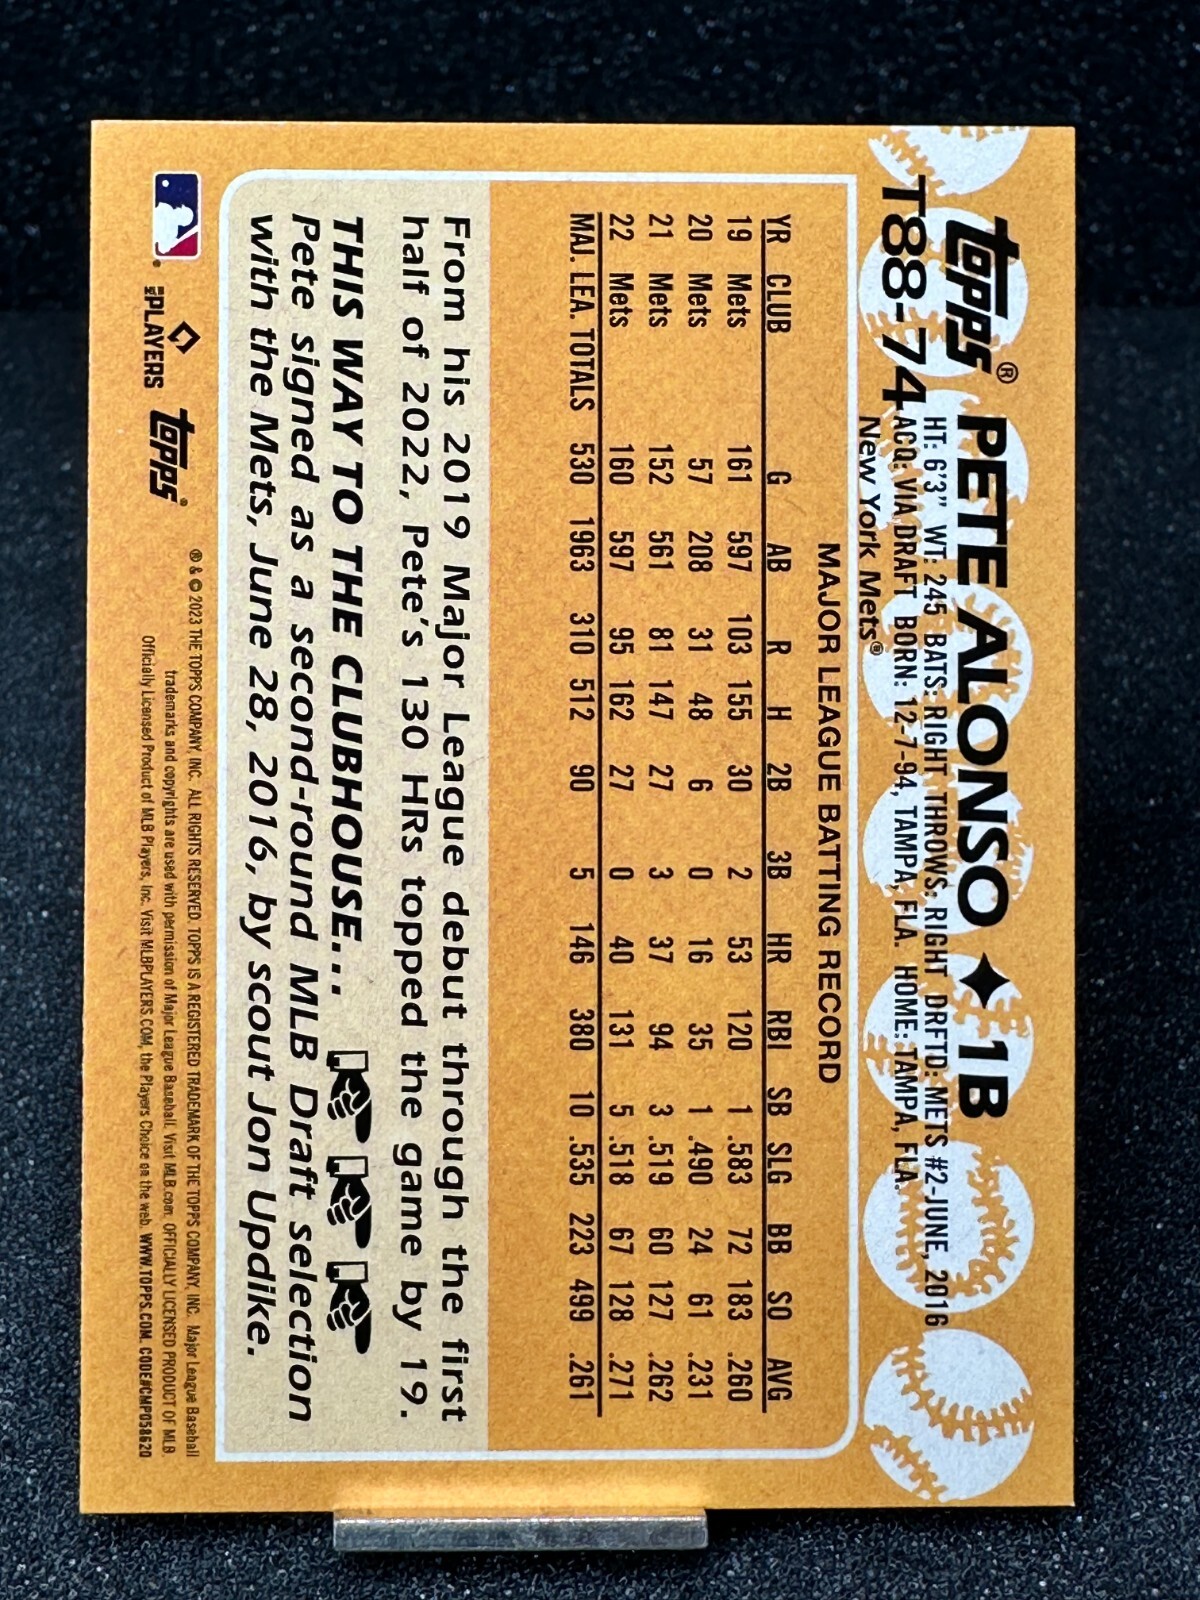 topps®
T88-74
PETE ALONSO ✦ 1B
HT: 6'3" WT: 245 BATS: RIGHT THROWS: RIGHT DRFTD: METS #2-JUNE, 2016
ACQ: VIA DRAFT BORN: 12-7-94, TAMPA, FLA. HOME: TAMPA, FLA.
New York Mets®
MAJOR LEAGUE BATTING RECORD
YR CLUB G AB R H 2B 3B HR RBI SB SLG BB SO AVG
19 Mets 161 597 103 155 30 2 53 120 1 .583 72 183 .260
20 Mets 57 208 31 48 6 0 16 35 1 .490 24 61 .231
21 Mets 152 561 81 147 27 3 37 94 3 .519 60 127 .262
22 Mets 160 597 95 162 27 0 40 131 5 .518 67 128 .271
MAJ. LEA. TOTALS 530 1963 310 512 90 5 146 380 10 .535 223 499 .261
From his 2019 Major League debut through the first
half of 2022, Pete's 130 HRs topped the game by 19.
THIS WAY TO THE CLUBHOUSE...
Pete signed as a second-round MLB Draft selection
with the Mets, June 28, 2016, by scout Jon Updike.
MLB PLAYERS
topps®
® & © 2023 THE TOPPS COMPANY, INC. ALL RIGHTS RESERVED. TOPPS IS A REGISTERED TRADEMARK OF THE TOPPS COMPANY, INC. Major League Baseball
trademarks and copyrights are used with permission of Major League Baseball. Visit MLB.com. OFFICIALLY LICENSED PRODUCT OF MLB
Officially Licensed Product of MLB Players, Inc. Visit MLBPLAYERS.COM, the Players Choice on the web. WWW.TOPPS.COM. CODE#CMP058620